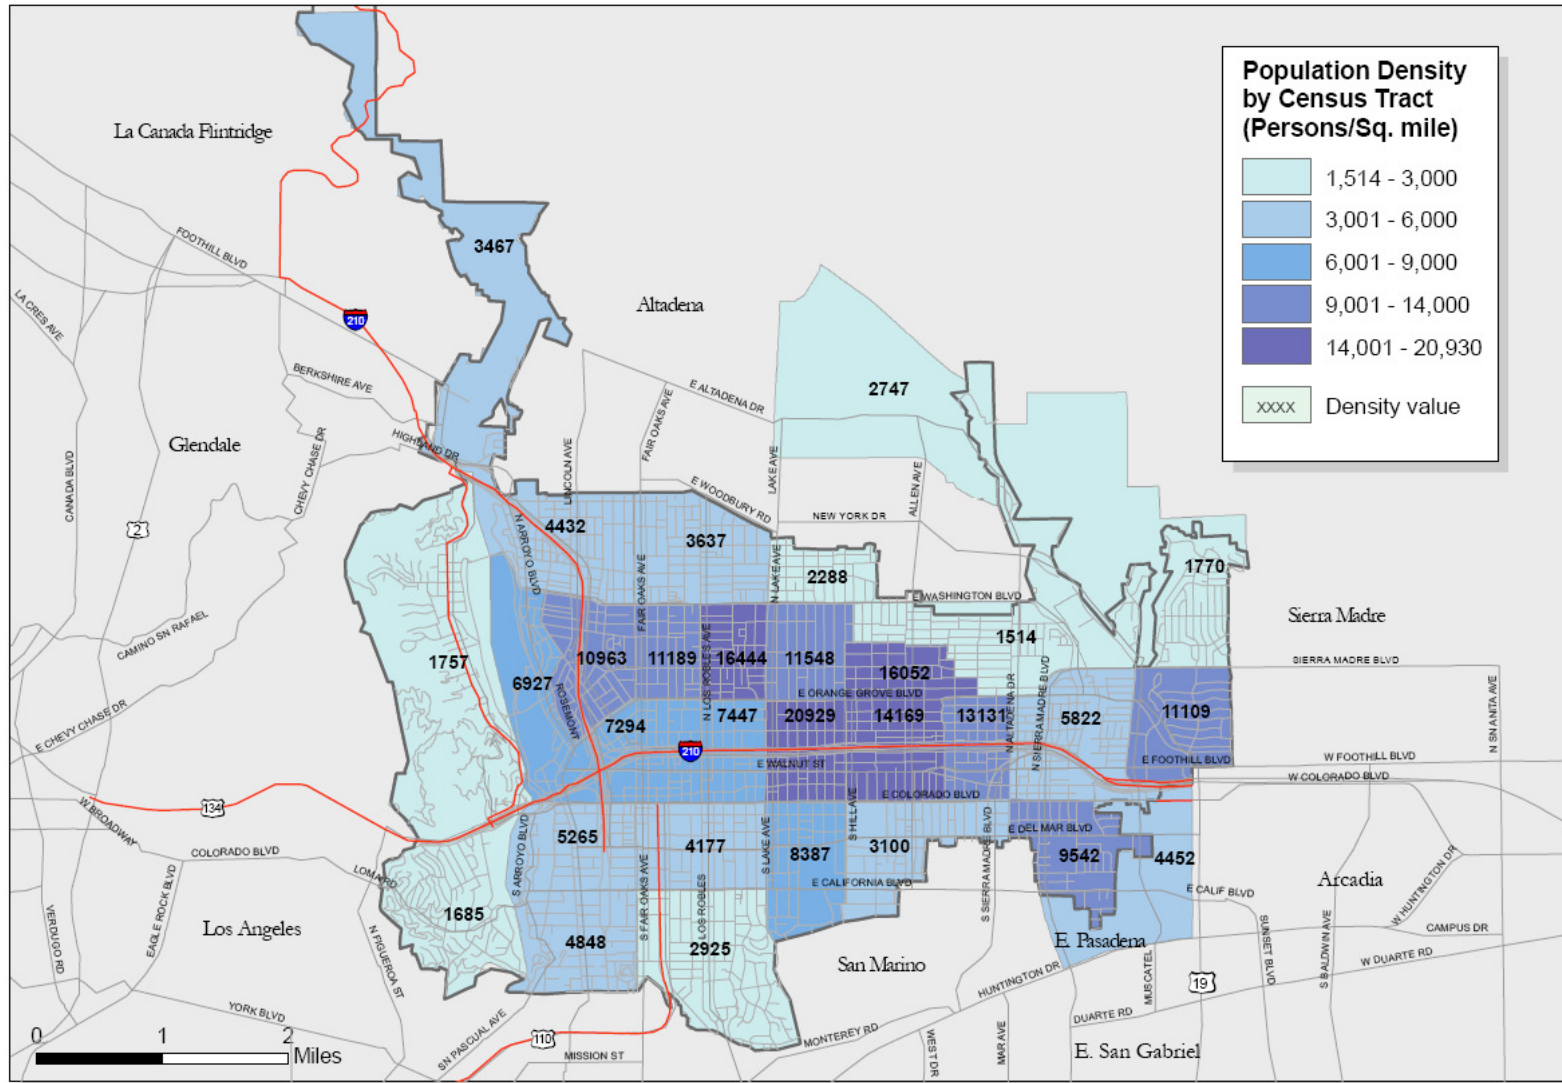 Population Density
by Census Tract
(Persons/Sq. mile)
1,514 - 3,000
3,001 - 6,000
6,001 - 9,000
9,001 - 14,000
14,001 - 20,930
xxxx Density value
La Canada Flintridge
3467
FOOTHILL BLVD
LA CRES AVE
210
Altadena
BERKSHIRE AVE
E ALTADENA DR
2747
FAIR OAKS AVE
HIGHLAND DR
Glendale
CHEVY CHASE DR
CANADA BLVD
LINCOLN AVE
LAKE AVE
ALLEN AVE
E WOODBURY RD
NEW YORK DR
2
N ARROYO BLVD
4432
3637
FAIR OAKS AVE
N LAKE AVE
2288
1770
E WASHINGTON BLVD
Sierra Madre
CAMINO SN RAFAEL
1757
6927
10963
11189
16444
11548
16052
1514
SIERRA MADRE BLVD
N LOS ROBLES AVE
E ORANGE GROVE BLVD
ROSEMONT
7294
7447
20929
14169
13131
N ALTADENA DR
N SIERRA MADRE BLVD
5822
11109
N SN ANITA AVE
E CHEVY CHASE DR
210
E WALNUT ST
E FOOTHILL BLVD
W FOOTHILL BLVD
W COLORADO BLVD
E COLORADO BLVD
134
W BROADWAY
COLORADO BLVD
LOMA RD
S ARROYO BLVD
5265
4177
S LAKE AVE
8387
S HILL AVE
3100
S SIERRA MADRE BLVD
E DEL MAR BLVD
9542
4452
E CALIFORNIA BLVD
E CALIF BLVD
Arcadia
W HUNTINGTON DR
EAGLE ROCK BLVD
VERDUGO RD
Los Angeles
N FIGUEROA ST
1685
4848
S FAIR OAKS AVE
LOS ROBLES
2925
San Marino
E. Pasadena
MUSCATEL
SUNSET BLVD
S BALDWIN AVE
CAMPUS DR
W DUARTE RD
HUNTINGTON DR
19
DUARTE RD
YORK BLVD
SN PASCUAL AVE
110
MISSION ST
MONTEREY RD
WEST DR
MAR AVE
E. San Gabriel
0 1 2
Miles